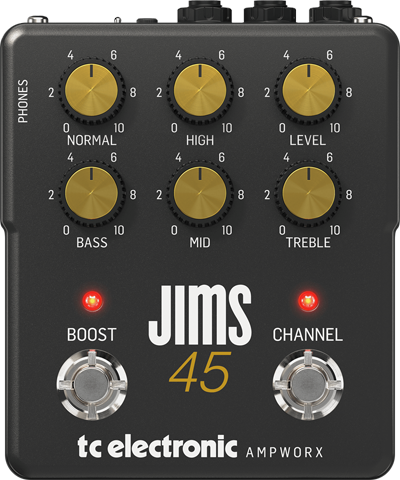 PHONES
4 6 4 6 4 6
2 8 2 8 2 8
0 10 0 10 0 10
NORMAL HIGH LEVEL
4 6 4 6 4 6
2 8 2 8 2 8
0 10 0 10 0 10
BASS MID TREBLE
JIMS
BOOST CHANNEL
45
tc electronic AMPWORX